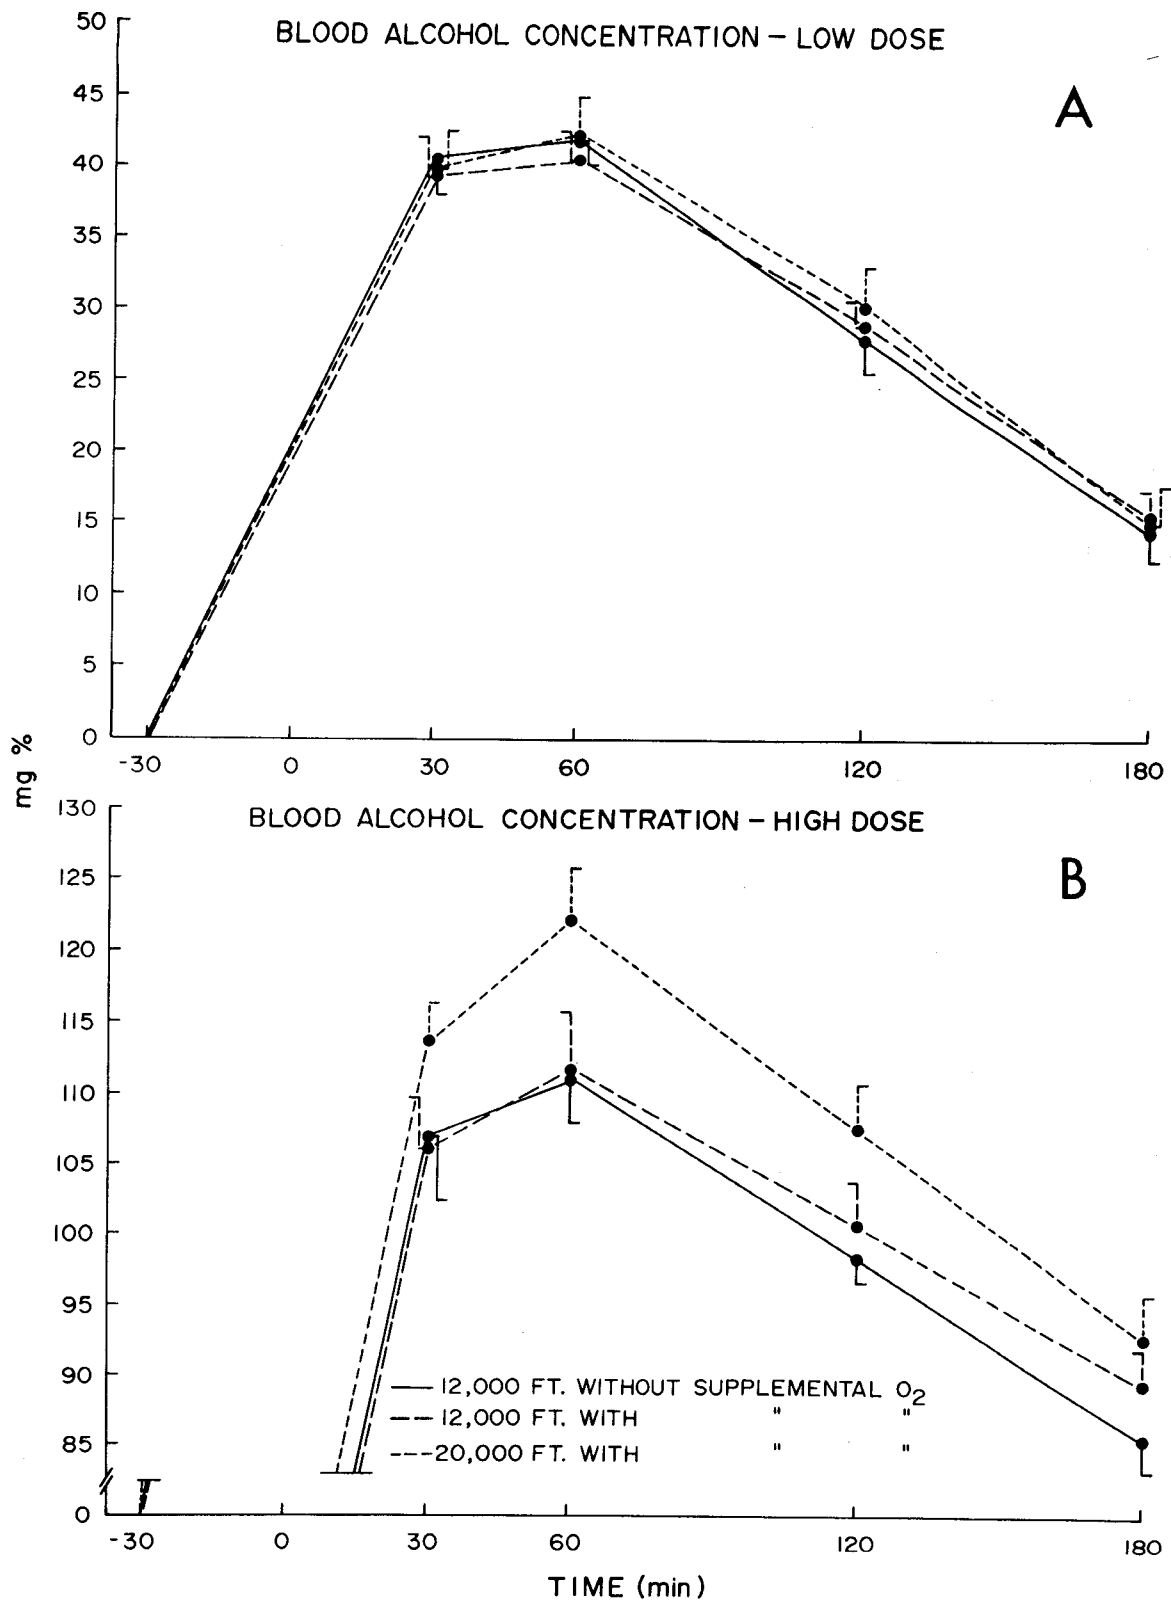 BLOOD ALCOHOL CONCENTRATION – LOW DOSE
A
50
45
40
35
30
25
20
15
10
5
0
-30 0 30 60 120 180
mg %
BLOOD ALCOHOL CONCENTRATION – HIGH DOSE
B
130
125
120
115
110
105
100
95
90
85
0
12,000 FT. WITHOUT SUPPLEMENTAL O₂
12,000 FT. WITH " "
20,000 FT. WITH " "
-30 0 30 60 120 180
TIME (min)